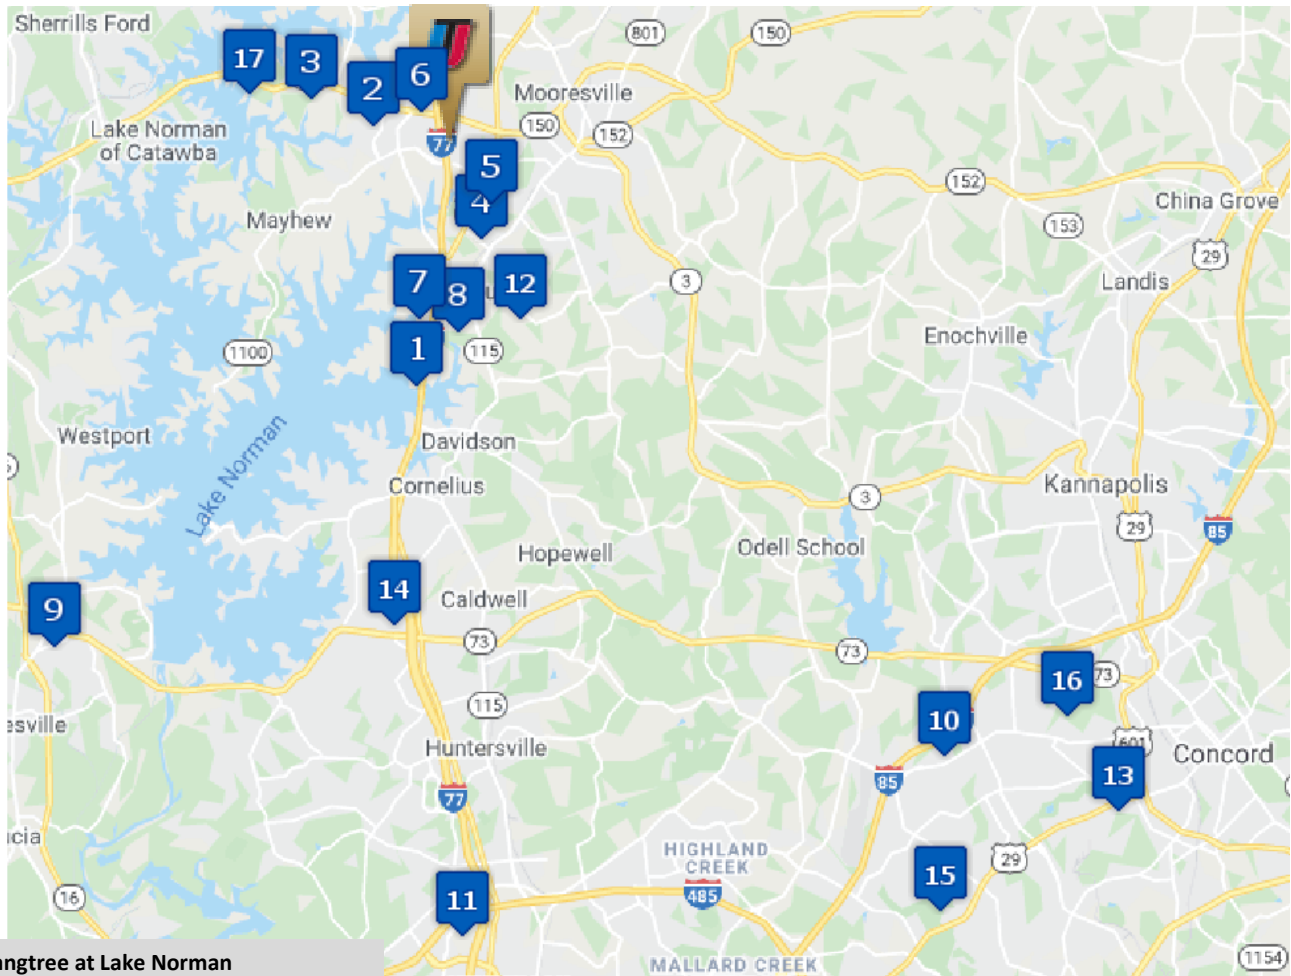 Sherrills Ford
801
150
17
3
6
2
Mooresville
Lake Norman
of Catawba
77
150
152
5
152
4
China Grove
Mayhew
153
29
7
8
12
3
Landis
1
1100
115
Enochville
Westport
Davidson
Lake Norman
Cornelius
3
Kannapolis
29
85
Hopewell
Odell School
14
9
Caldwell
73
73
16
73
115
10
esville
Huntersville
601
Concord
13
77
85
icia
HIGHLAND
CREEK
29
15
16
485
11
1154
MALLARD CREEK
angtree at Lake Norman